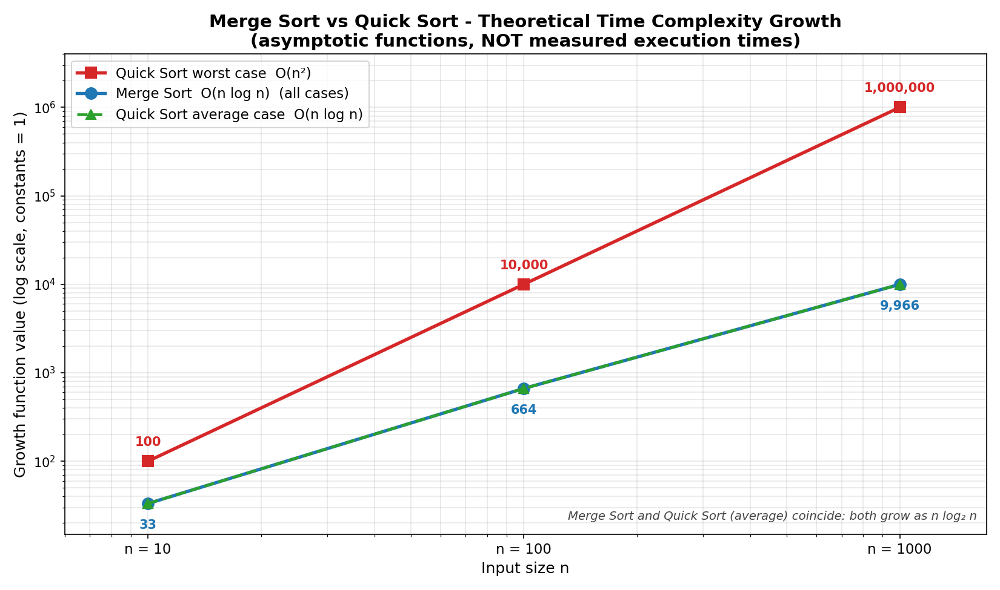 Merge Sort vs Quick Sort - Theoretical Time Complexity Growth
(asymptotic functions, NOT measured execution times)
Quick Sort worst case  O(n²)
Merge Sort  O(n log n)  (all cases)
Quick Sort average case  O(n log n)
Growth function value (log scale, constants = 1)
10⁶
10⁵
10⁴
10³
10²
1,000,000
10,000
9,966
664
100
33
Merge Sort and Quick Sort (average) coincide: both grow as n log₂ n
n = 10
n = 100
n = 1000
Input size n